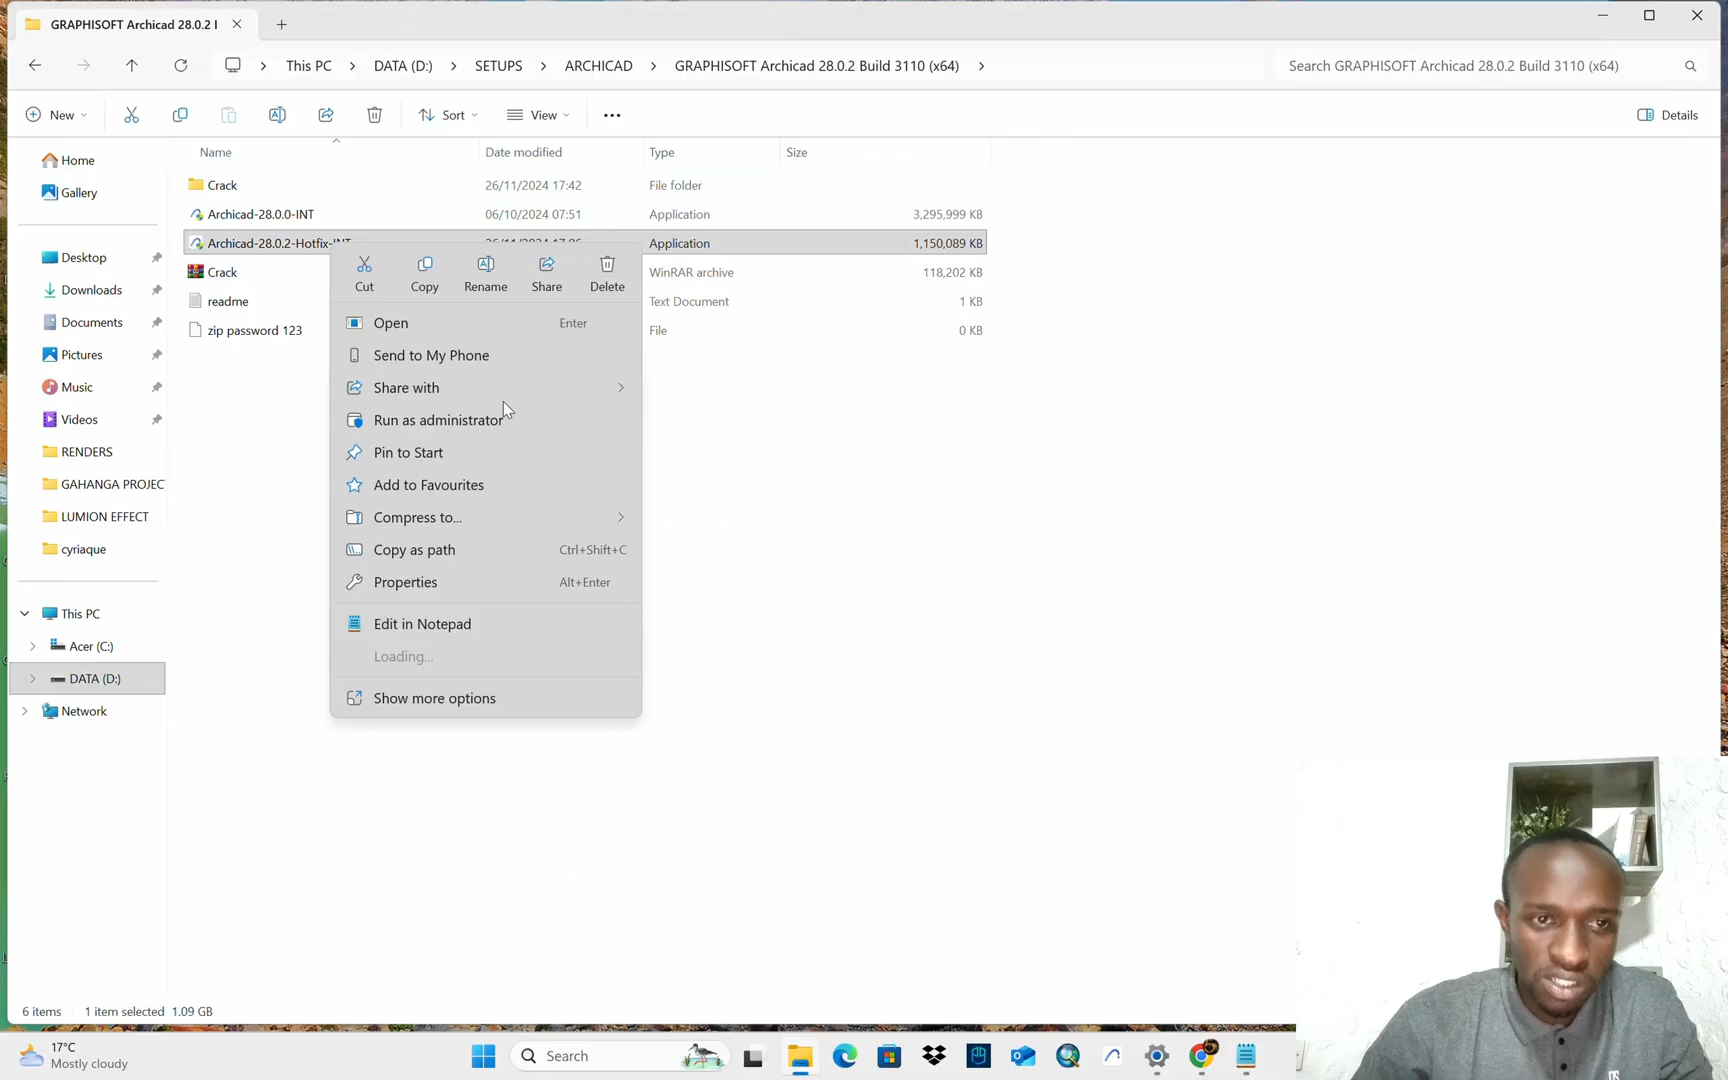 GRAPHISOFT Archicad 28.0.2 I
This PC > DATA (D:) > SETUPS > ARCHICAD > GRAPHISOFT Archicad 28.0.2 Build 3110 (x64) >
Search GRAPHISOFT Archicad 28.0.2 Build 3110 (x64)
New
Sort
View
Details
Name Date modified Type Size
Crack 26/11/2024 17:42 File folder
Archicad-28.0.0-INT 06/10/2024 07:51 Application 3,295,999 KB
Archicad-28.0.2-Hotfix-INT Application 1,150,089 KB
Crack WinRAR archive 118,202 KB
readme Text Document 1 KB
zip password 123 File 0 KB
Cut Copy Rename Share Delete
Open Enter
Send to My Phone
Share with
Run as administrator
Pin to Start
Add to Favourites
Compress to...
Copy as path Ctrl+Shift+C
Properties Alt+Enter
Edit in Notepad
Loading...
Show more options
Home
Gallery
Desktop
Downloads
Documents
Pictures
Music
Videos
RENDERS
GAHANGA PROJEC
LUMION EFFECT
cyriaque
This PC
Acer (C:)
DATA (D:)
Network
6 items 1 item selected 1.09 GB
17°C
Mostly cloudy
Search